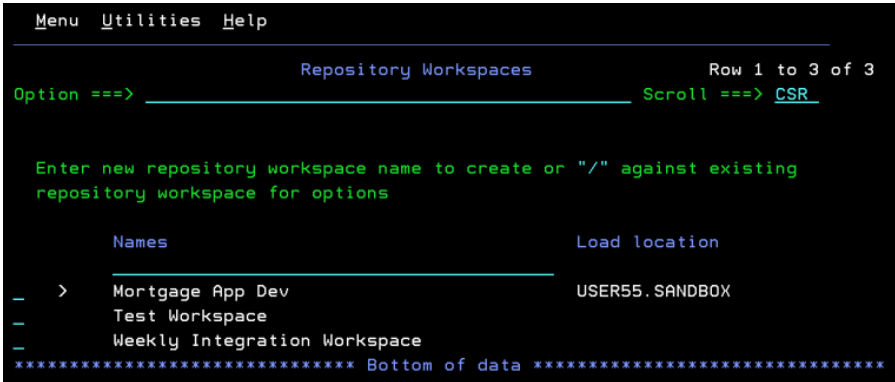 Menu Utilities Help
Repository Workspaces Row 1 to 3 of 3
Option ===> Scroll ===> CSR
Enter new repository workspace name to create or "/" against existing
repository workspace for options
Names Load location
> Mortgage App Dev USER55.SANDBOX
Test Workspace
Weekly Integration Workspace
******************************* Bottom of data ********************************